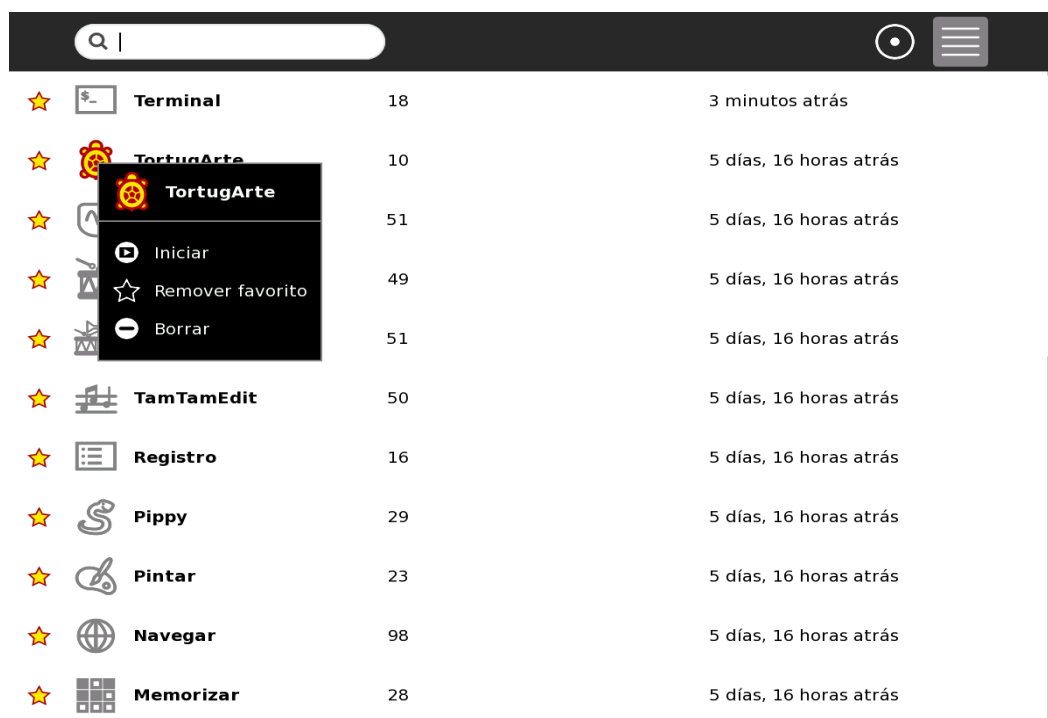 $_ Terminal 18 3 minutos atrás
TortugArte 10 5 días, 16 horas atrás
TortugArte
51 5 días, 16 horas atrás
Iniciar
49 5 días, 16 horas atrás
Remover favorito
Borrar
51 5 días, 16 horas atrás
TamTamEdit 50 5 días, 16 horas atrás
Registro 16 5 días, 16 horas atrás
Pippy 29 5 días, 16 horas atrás
Pintar 23 5 días, 16 horas atrás
Navegar 98 5 días, 16 horas atrás
Memorizar 28 5 días, 16 horas atrás